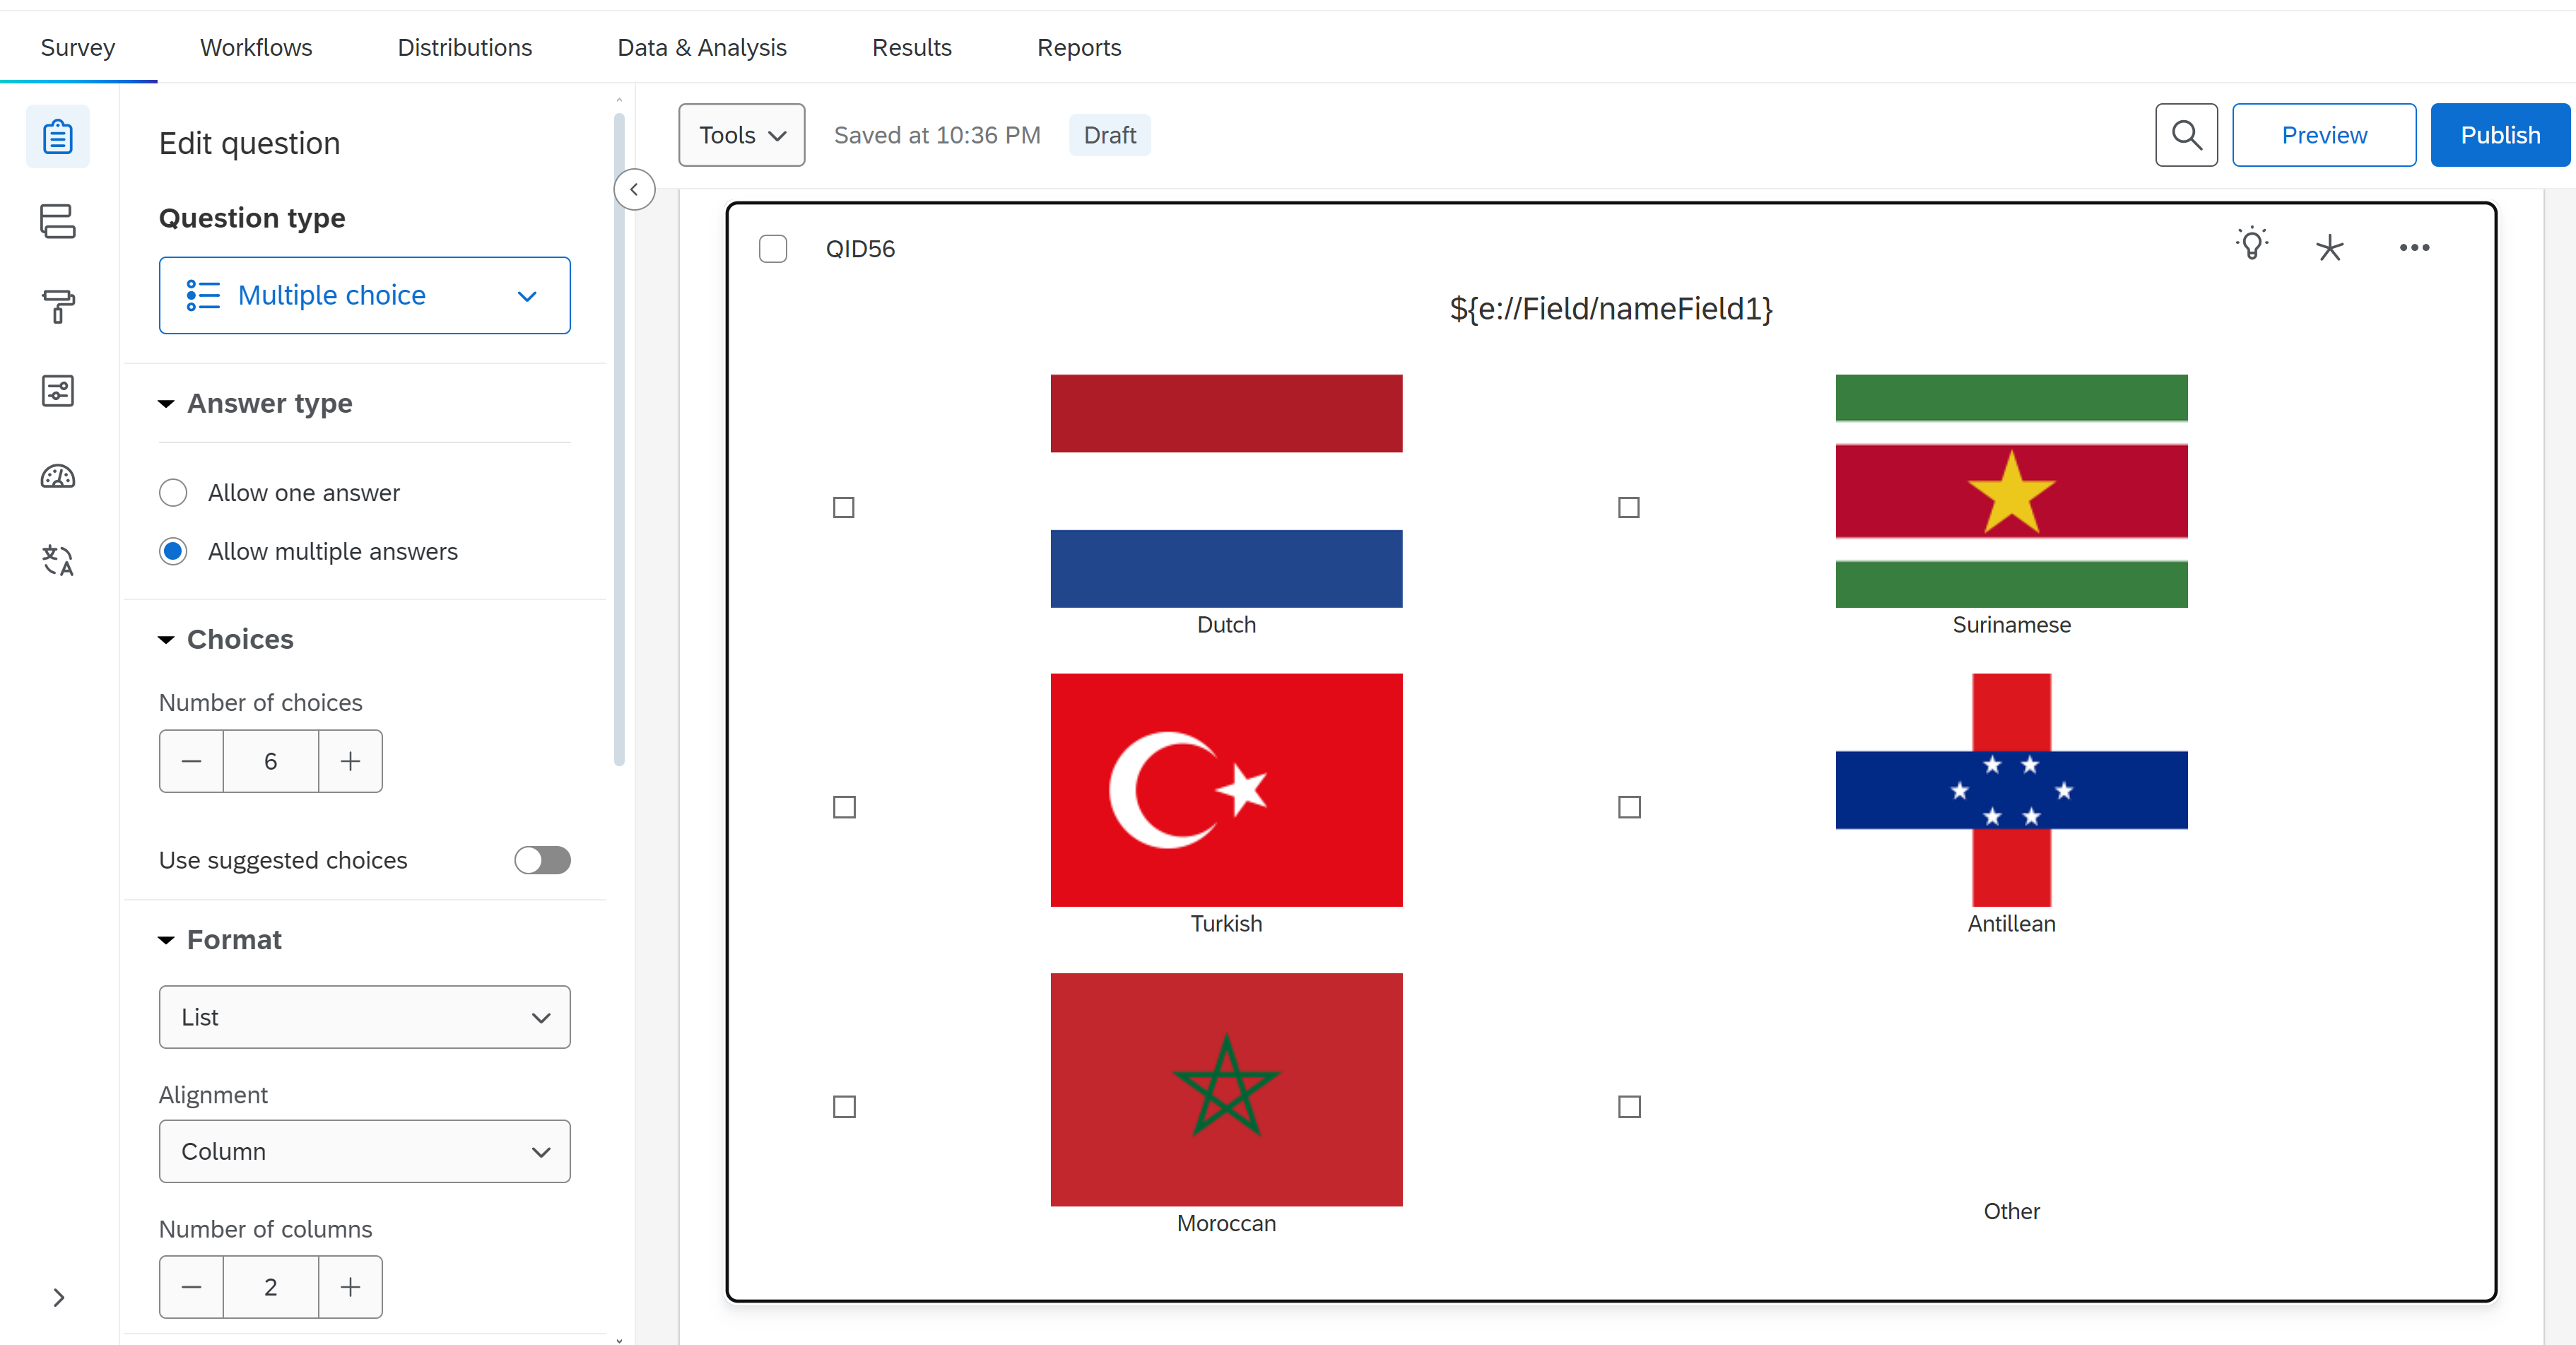 Survey
Workflows
Distributions
Data & Analysis
Results
Reports
Edit question
Question type
Multiple choice
Answer type
Allow one answer
Allow multiple answers
Choices
Number of choices
6
Use suggested choices
Format
List
Alignment
Column
Number of columns
2
Tools
Saved at 10:36 PM
Draft
Preview
Publish
QID56
${e://Field/nameField1}
Dutch
Surinamese
Turkish
Antillean
Moroccan
Other